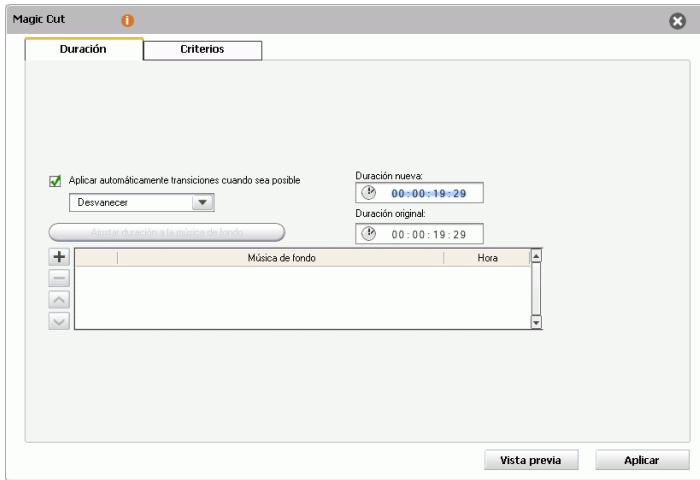 Magic Cut
Duración
Criterios
Aplicar automáticamente transiciones cuando sea posible
Desvanecer
Duración nueva:
00:00:19:29
Duración original:
00:00:19:29
Ajustar duración a la música de fondo
Música de fondo
Hora
Vista previa
Aplicar